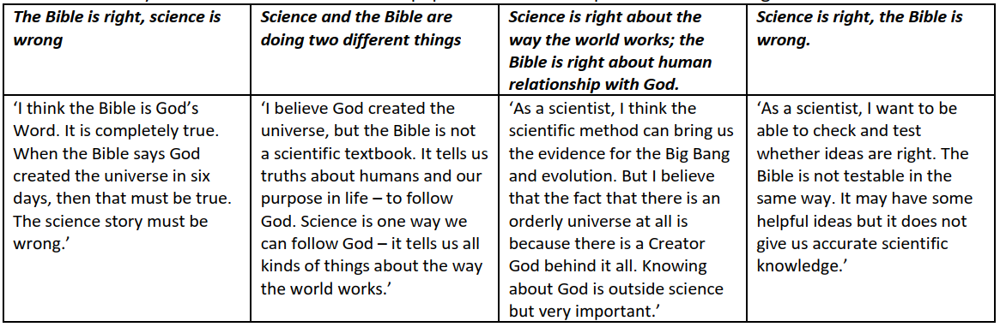 The Bible is right, science is
wrong
Science and the Bible are
doing two different things
Science is right about the
way the world works; the
Bible is right about human
relationship with God.
Science is right, the Bible is
wrong.
‘I think the Bible is God’s
Word. It is completely true.
When the Bible says God
created the universe in six
days, then that must be true.
The science story must be
wrong.’
‘I believe God created the
universe, but the Bible is not
a scientific textbook. It tells us
truths about humans and our
purpose in life – to follow
God. Science is one way we
can follow God – it tells us all
kinds of things about the way
the world works.’
‘As a scientist, I think the
scientific method can bring us
the evidence for the Big Bang
and evolution. But I believe
that the fact that there is an
orderly universe at all is
because there is a Creator
God behind it all. Knowing
about God is outside science
but very important.’
‘As a scientist, I want to be
able to check and test
whether ideas are right. The
Bible is not testable in the
same way. It may have some
helpful ideas but it does not
give us accurate scientific
knowledge.’